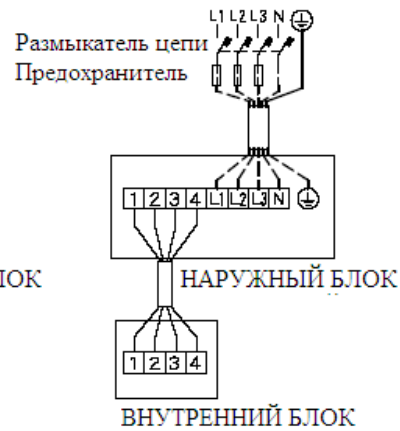 L1 L2 L3 N
Размыкатель цепи
Предохранитель
1 2 3 4 L1 L2 L3 N
ЛОК
НАРУЖНЫЙ БЛОК
1 2 3 4
ВНУТРЕННИЙ БЛОК